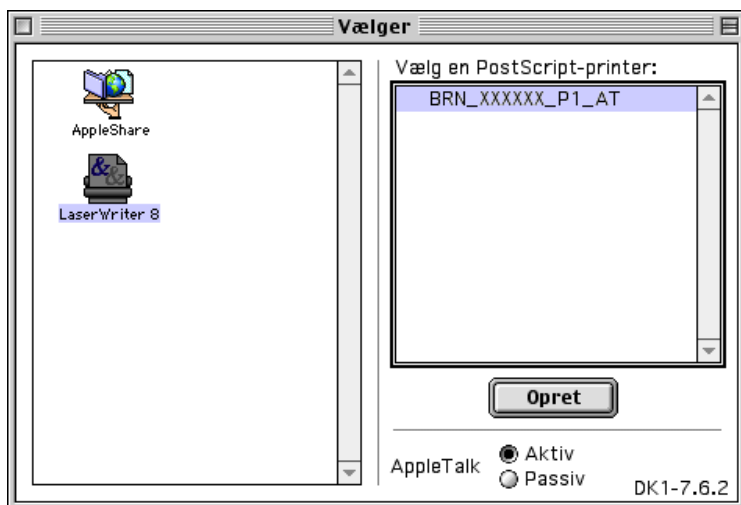 Vælger
AppleShare
LaserWriter 8
Vælg en PostScript-printer:
BRN_XXXXXX_P1_AT
Opret
AppleTalk
Aktiv
Passiv
DK1-7.6.2